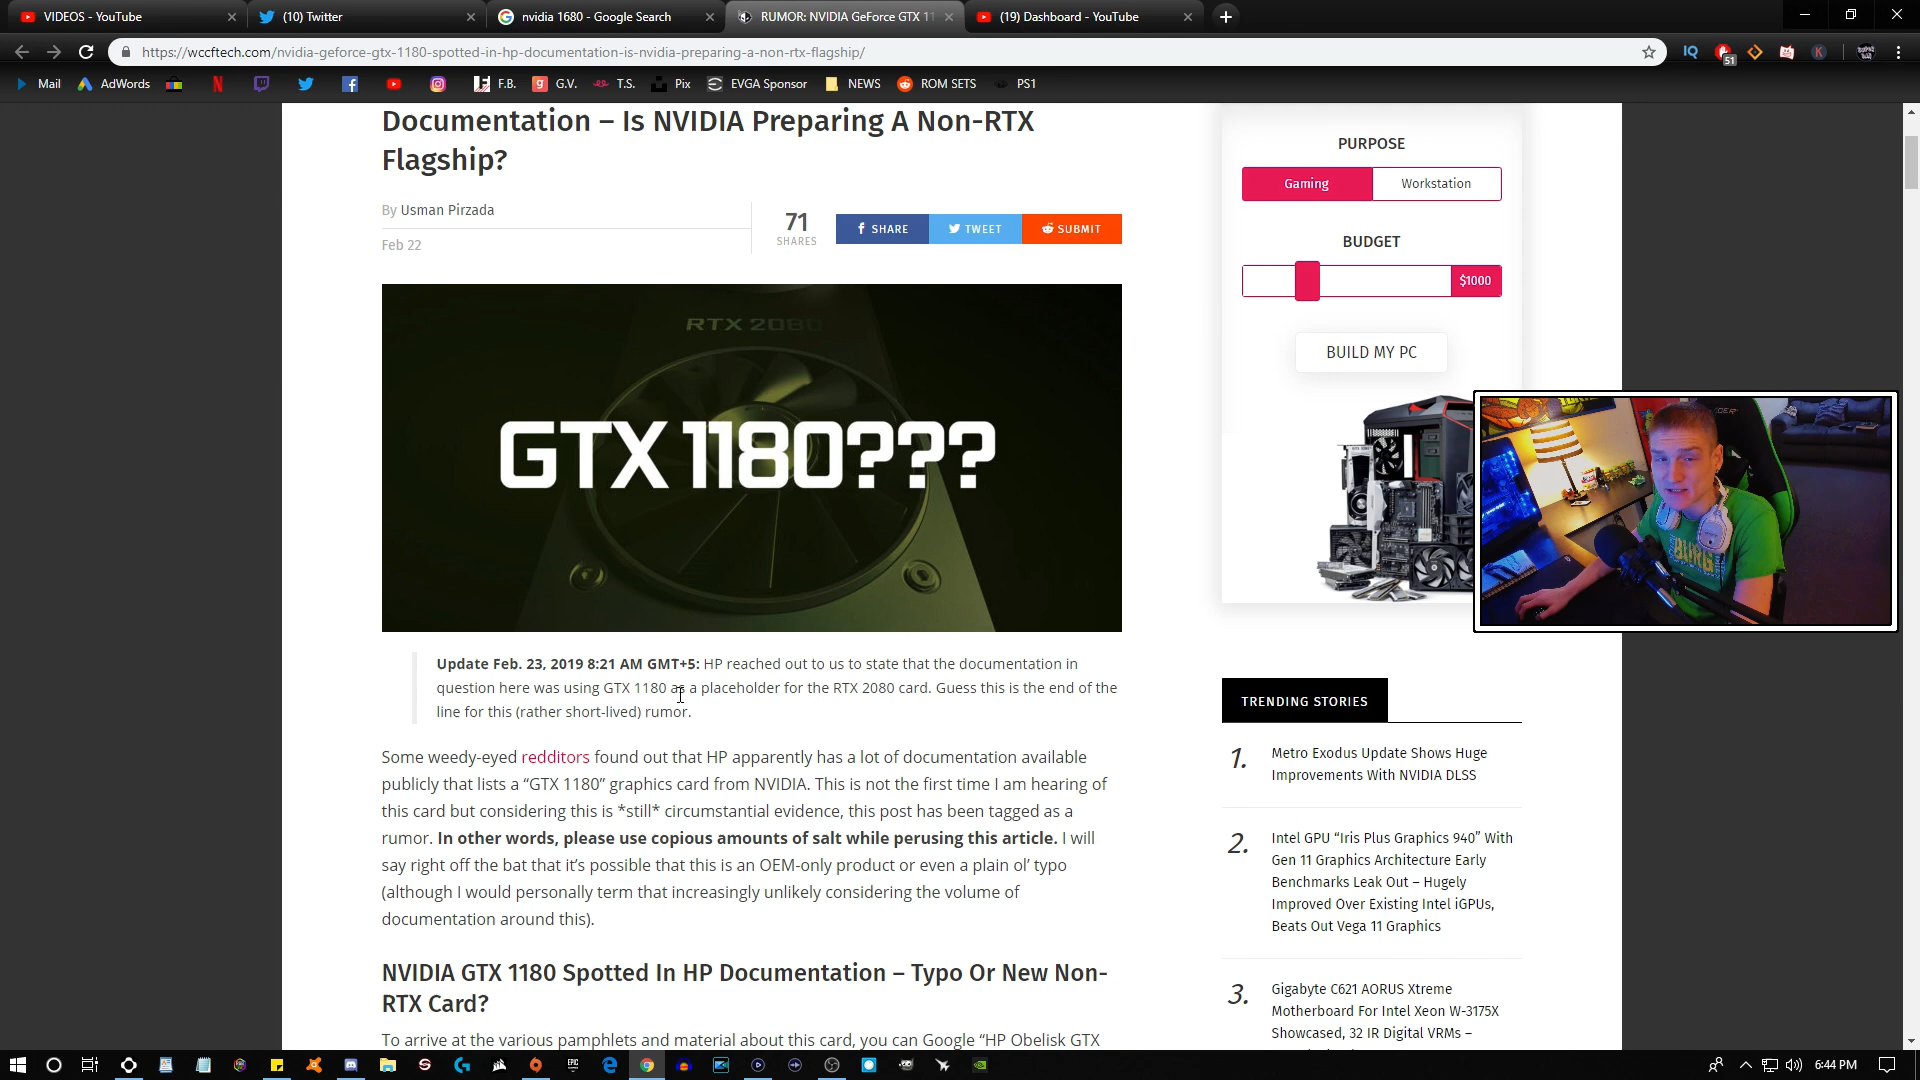 VIDEOS - YouTube
(10) Twitter
nvidia 1680 - Google Search
RUMOR: NVIDIA GeForce GTX 11
(19) Dashboard - YouTube
https://wccftech.com/nvidia-geforce-gtx-1180-spotted-in-hp-documentation-is-nvidia-preparing-a-non-rtx-flagship/
51
Mail
AdWords
F.B.
G.V.
T.S.
Pix
EVGA Sponsor
NEWS
ROM SETS
PS1
Documentation – Is NVIDIA Preparing A Non-RTX
Flagship?
By Usman Pirzada
Feb 22
71
SHARES
SHARE
TWEET
SUBMIT
RTX 2080
GTX 1180???
Update Feb. 23, 2019 8:21 AM GMT+5: HP reached out to us to state that the documentation in
question here was using GTX 1180 as a placeholder for the RTX 2080 card. Guess this is the end of the
line for this (rather short-lived) rumor.
Some weedy-eyed redditors found out that HP apparently has a lot of documentation available
publicly that lists a “GTX 1180” graphics card from NVIDIA. This is not the first time I am hearing of
this card but considering this is *still* circumstantial evidence, this post has been tagged as a
rumor. In other words, please use copious amounts of salt while perusing this article. I will
say right off the bat that it’s possible that this is an OEM-only product or even a plain ol’ typo
(although I would personally term that increasingly unlikely considering the volume of
documentation around this).
NVIDIA GTX 1180 Spotted In HP Documentation – Typo Or New Non-
RTX Card?
To arrive at the various pamphlets and material about this card, you can Google “HP Obelisk GTX
PURPOSE
Gaming
Workstation
BUDGET
$1000
BUILD MY PC
TRENDING STORIES
1.
Metro Exodus Update Shows Huge
Improvements With NVIDIA DLSS
2.
Intel GPU “Iris Plus Graphics 940” With
Gen 11 Graphics Architecture Early
Benchmarks Leak Out – Hugely
Improved Over Existing Intel iGPUs,
Beats Out Vega 11 Graphics
3.
Gigabyte C621 AORUS Xtreme
Motherboard For Intel Xeon W-3175X
Showcased, 32 IR Digital VRMs –
6:44 PM